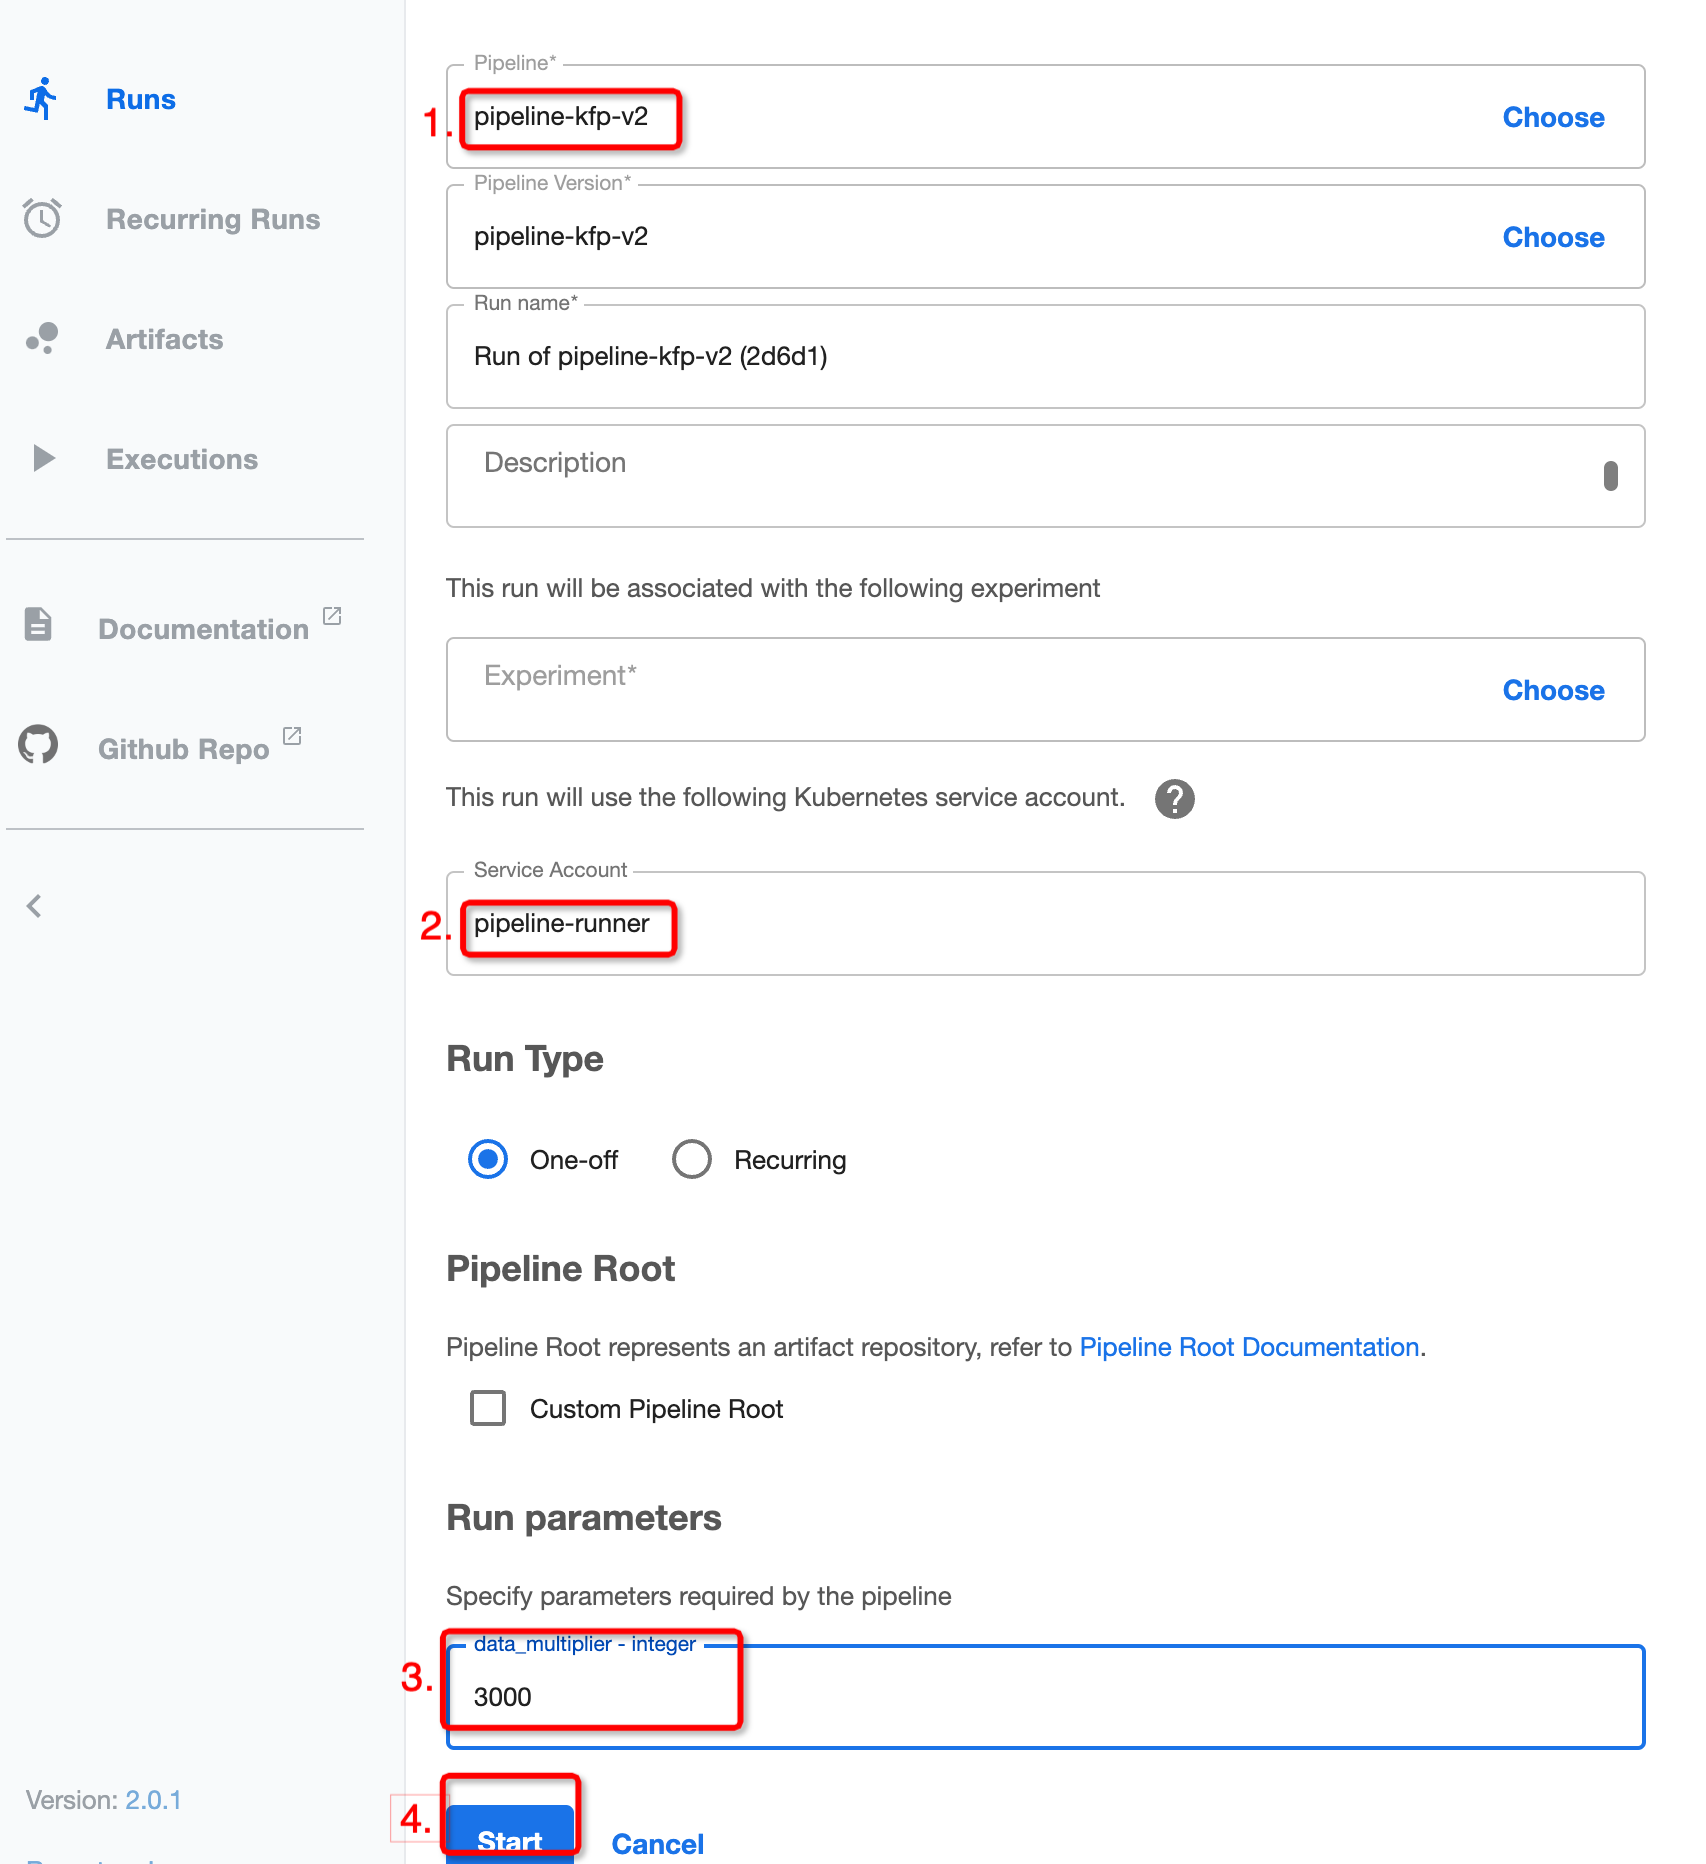 Runs
Recurring Runs
Artifacts
Executions
Documentation
Github Repo
Version: 2.0.1
Pipeline*
1. pipeline-kfp-v2 Choose
Pipeline Version*
pipeline-kfp-v2 Choose
Run name*
Run of pipeline-kfp-v2 (2d6d1)
Description
This run will be associated with the following experiment
Experiment* Choose
This run will use the following Kubernetes service account. ?
Service Account
2. pipeline-runner
Run Type
One-off Recurring
Pipeline Root
Pipeline Root represents an artifact repository, refer to Pipeline Root Documentation.
Custom Pipeline Root
Run parameters
Specify parameters required by the pipeline
data_multiplier - integer
3. 3000
4. Start Cancel